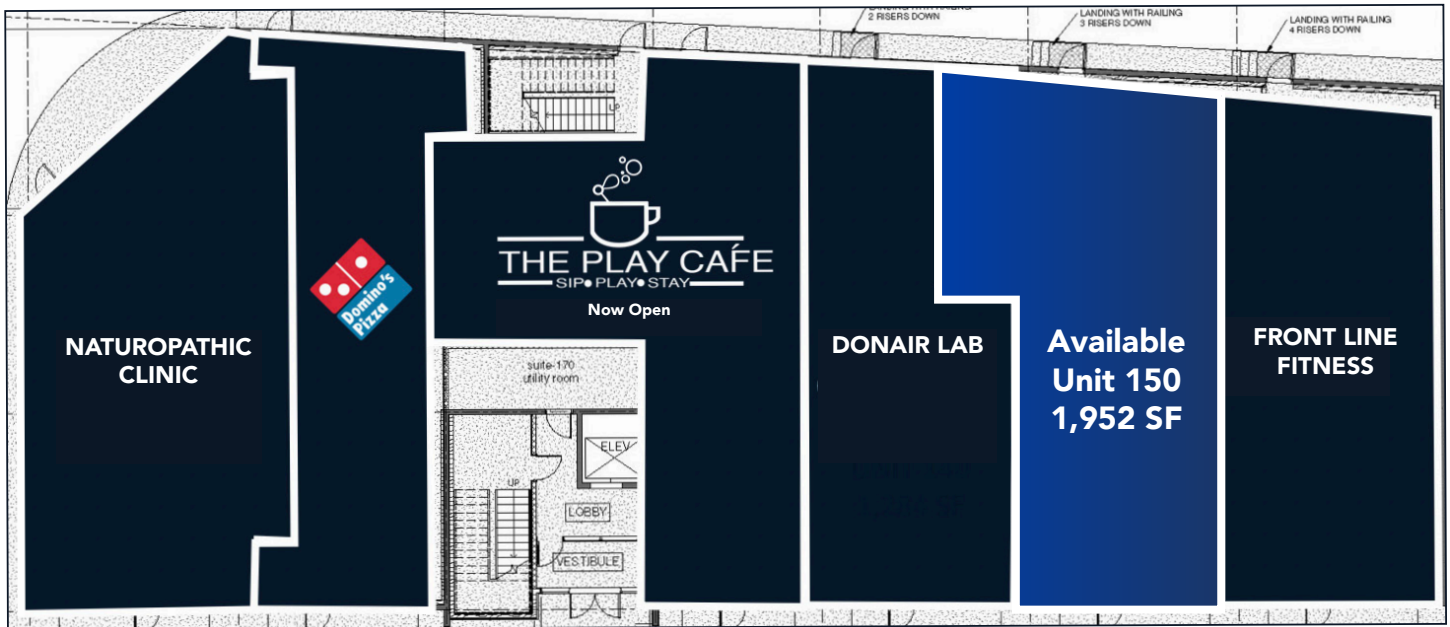 LANDING WITH RAILING
2 RISERS DOWN
LANDING WITH RAILING
3 RISERS DOWN
LANDING WITH RAILING
4 RISERS DOWN
UP
THE PLAY CAFÉ
SIP•PLAY•STAY
Now Open
Domino's
Pizza
NATUROPATHIC
CLINIC
suite-170
utility room
DONAIR LAB
Available
Unit 150
1,952 SF
FRONT LINE
FITNESS
ELEV
UP
LOBBY
VESTIBULE